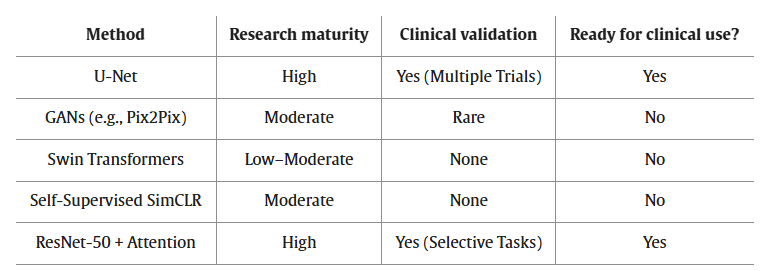 Method Research maturity Clinical validation Ready for clinical use?
U-Net High Yes (Multiple Trials) Yes
GANs (e.g., Pix2Pix) Moderate Rare No
Swin Transformers Low–Moderate None No
Self-Supervised SimCLR Moderate None No
ResNet-50 + Attention High Yes (Selective Tasks) Yes